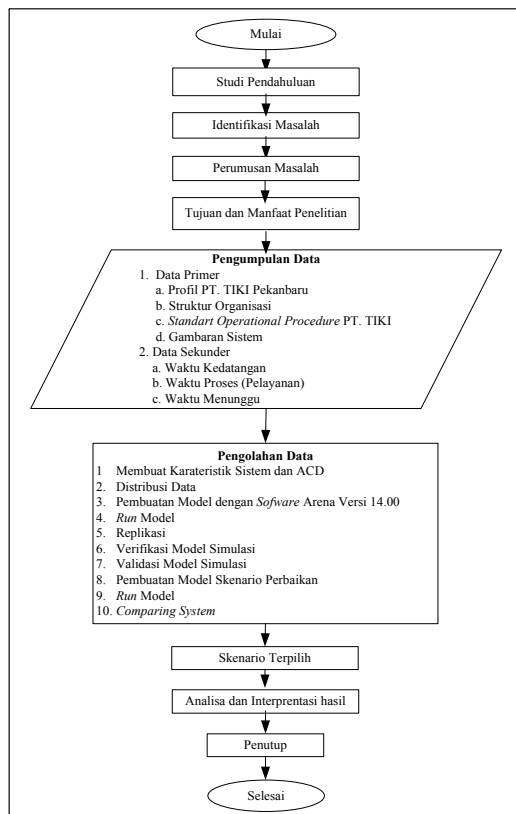 Mulai
Studi Pendahuluan
Identifikasi Masalah
Perumusan Masalah
Tujuan dan Manfaat Penelitian
Pengumpulan Data
1. Data Primer
a. Profil PT. TIKI Pekanbaru
b. Struktur Organisasi
c. Standart Operational Procedure PT. TIKI
d. Gambaran Sistem
2. Data Sekunder
a. Waktu Kedatangan
b. Waktu Proses (Pelayanan)
c. Waktu Menunggu
Pengolahan Data
1 Membuat Karateristik Sistem dan ACD
2. Distribusi Data
3. Pembuatan Model dengan Sofware Arena Versi 14.00
4. Run Model
5. Replikasi
6. Verifikasi Model Simulasi
7. Validasi Model Simulasi
8. Pembuatan Model Skenario Perbaikan
9. Run Model
10. Comparing System
Skenario Terpilih
Analisa dan Interprentasi hasil
Penutup
Selesai